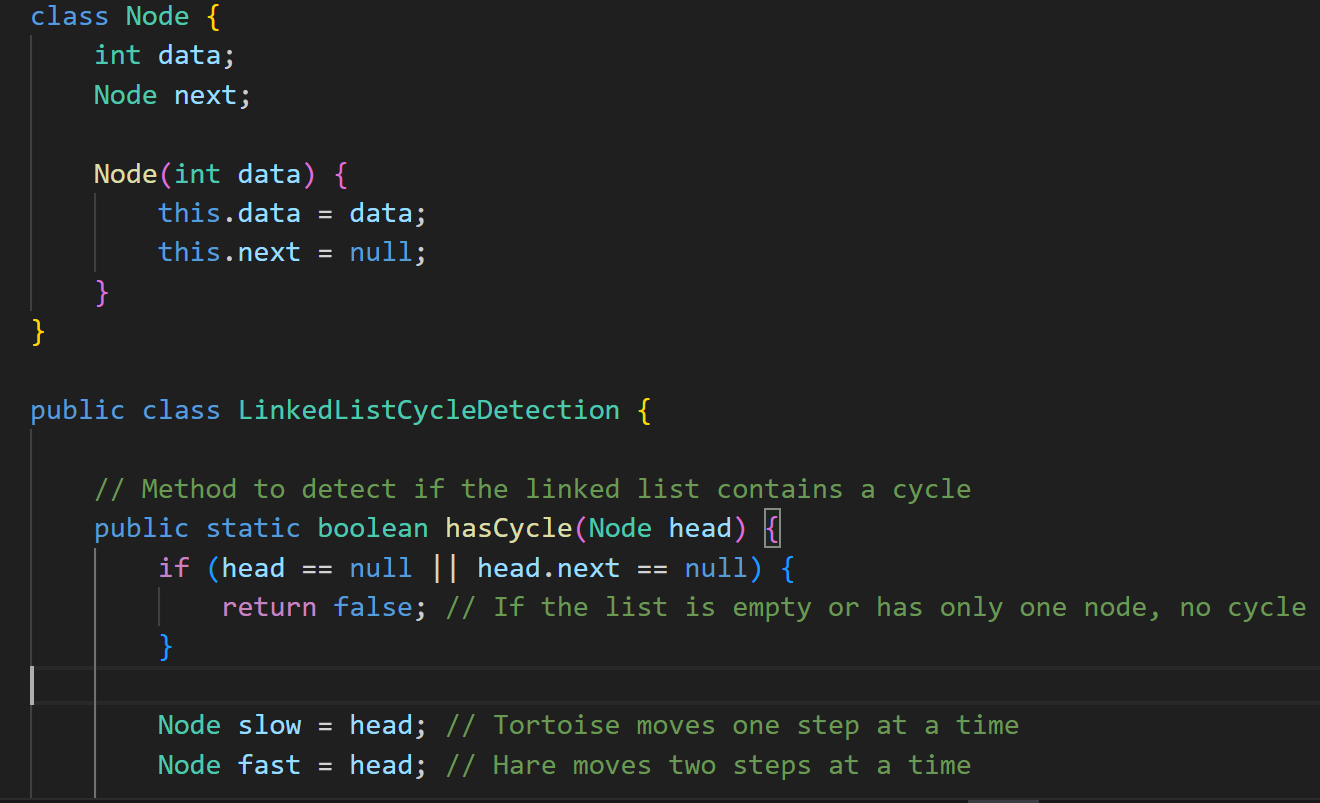 class Node {
    int data;
    Node next;

    Node(int data) {
        this.data = data;
        this.next = null;
    }
}

public class LinkedListCycleDetection {

    // Method to detect if the linked list contains a cycle
    public static boolean hasCycle(Node head) {
        if (head == null || head.next == null) {
            return false; // If the list is empty or has only one node, no cycle
        }

        Node slow = head; // Tortoise moves one step at a time
        Node fast = head; // Hare moves two steps at a time